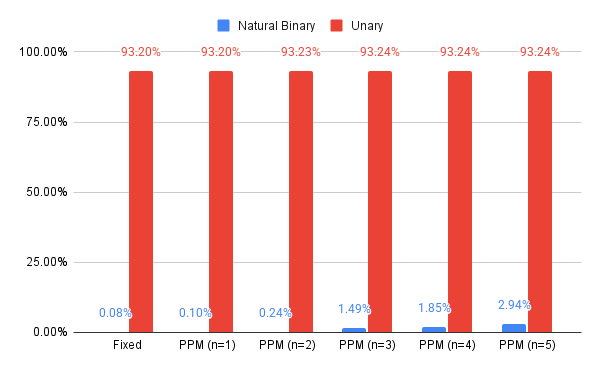 Natural Binary Unary
100.00%
93.20% 93.20% 93.23% 93.24% 93.24% 93.24%
75.00%
50.00%
25.00%
0.08% 0.10% 0.24% 1.49% 1.85% 2.94%
0.00%
Fixed PPM (n=1) PPM (n=2) PPM (n=3) PPM (n=4) PPM (n=5)